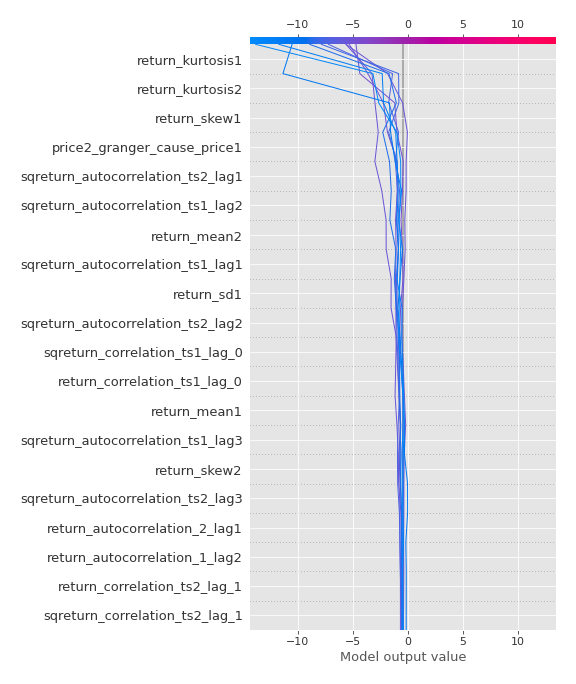 −10 −5 0 5 10
return_kurtosis1
return_kurtosis2
return_skew1
price2_granger_cause_price1
sqreturn_autocorrelation_ts2_lag1
sqreturn_autocorrelation_ts1_lag2
return_mean2
sqreturn_autocorrelation_ts1_lag1
return_sd1
sqreturn_autocorrelation_ts2_lag2
sqreturn_correlation_ts1_lag_0
return_correlation_ts1_lag_0
return_mean1
sqreturn_autocorrelation_ts1_lag3
return_skew2
sqreturn_autocorrelation_ts2_lag3
return_autocorrelation_2_lag1
return_autocorrelation_1_lag2
return_correlation_ts2_lag_1
sqreturn_correlation_ts2_lag_1
−10 −5 0 5 10
Model output value